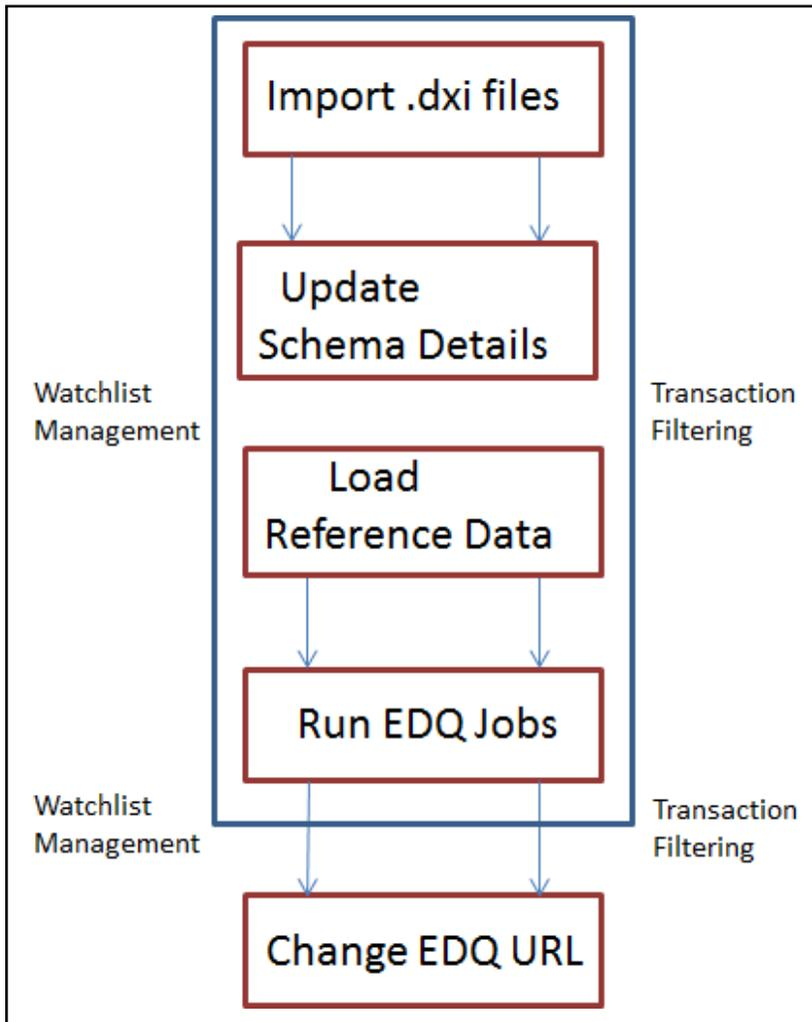 Import .dxi files
Update
Schema Details
Watchlist
Management
Transaction
Filtering
Load
Reference Data
Run EDQ Jobs
Watchlist
Management
Transaction
Filtering
Change EDQ URL